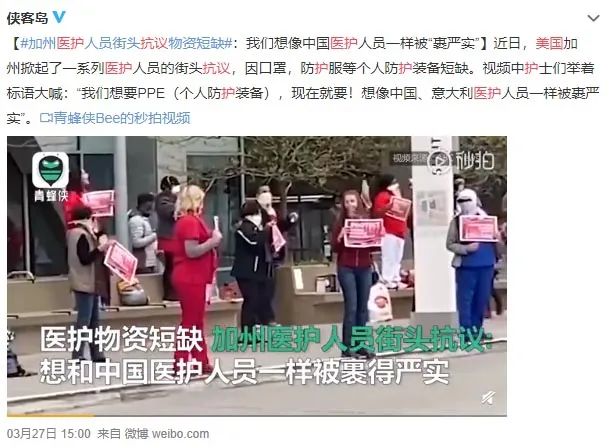 侠客岛
【#加州医护人员街头抗议物资短缺#：我们想像中国医护人员一样被“裹严实”】近日，美国加
州掀起了一系列医护人员的街头抗议，因口罩，防护服等个人防护装备短缺。视频中护士们举着
标语大喊：“我们想要PPE（个人防护装备），现在就要！想像中国、意大利医护人员一样被裹严
实”。青蜂侠Bee的秒拍视频
青蜂侠
视频来源
秒拍
医护物资短缺 加州医护人员街头抗议:
想和中国医护人员一样被裹得严实
03月27日 15:00 来自 微博 weibo.com